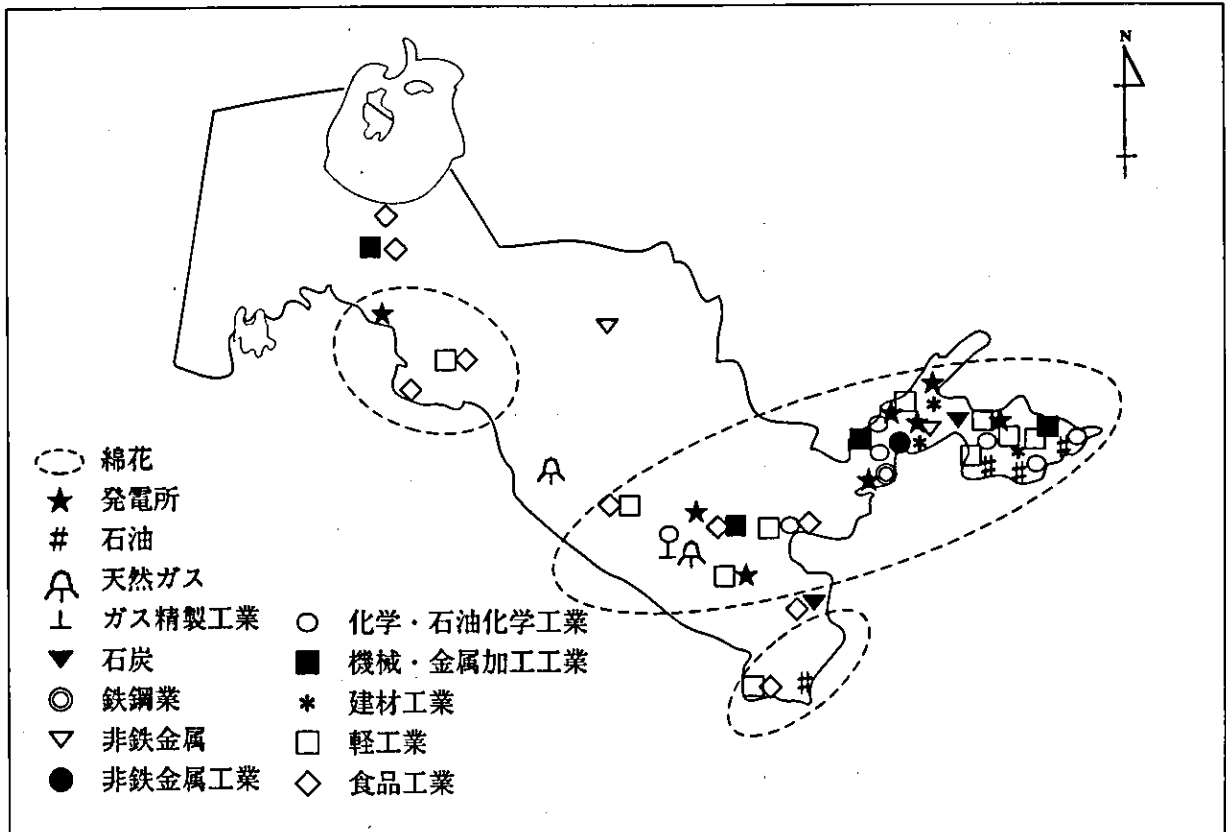 N
綿花
発電所
石油
天然ガス
ガス精製工業
石炭
鉄鋼業
非鉄金属
非鉄金属工業
化学・石油化学工業
機械・金属加工工業
建材工業
軽工業
食品工業